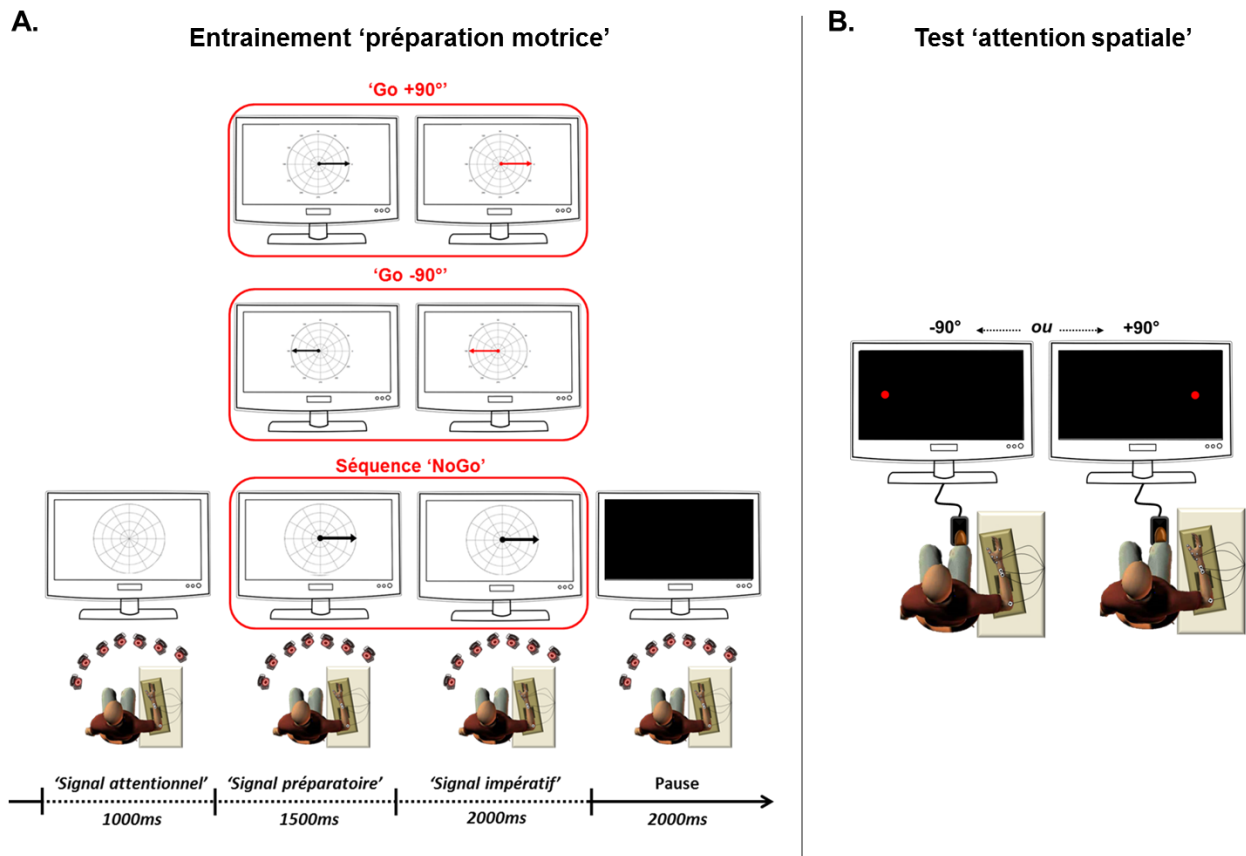 A.
Entrainement ‘préparation motrice’
‘Go +90°’
‘Go -90°’
Séquence ‘NoGo’
‘Signal attentionnel’
‘Signal préparatoire’
‘Signal impératif’
Pause
1000ms
1500ms
2000ms
2000ms
B.
Test ‘attention spatiale’
-90° ou +90°